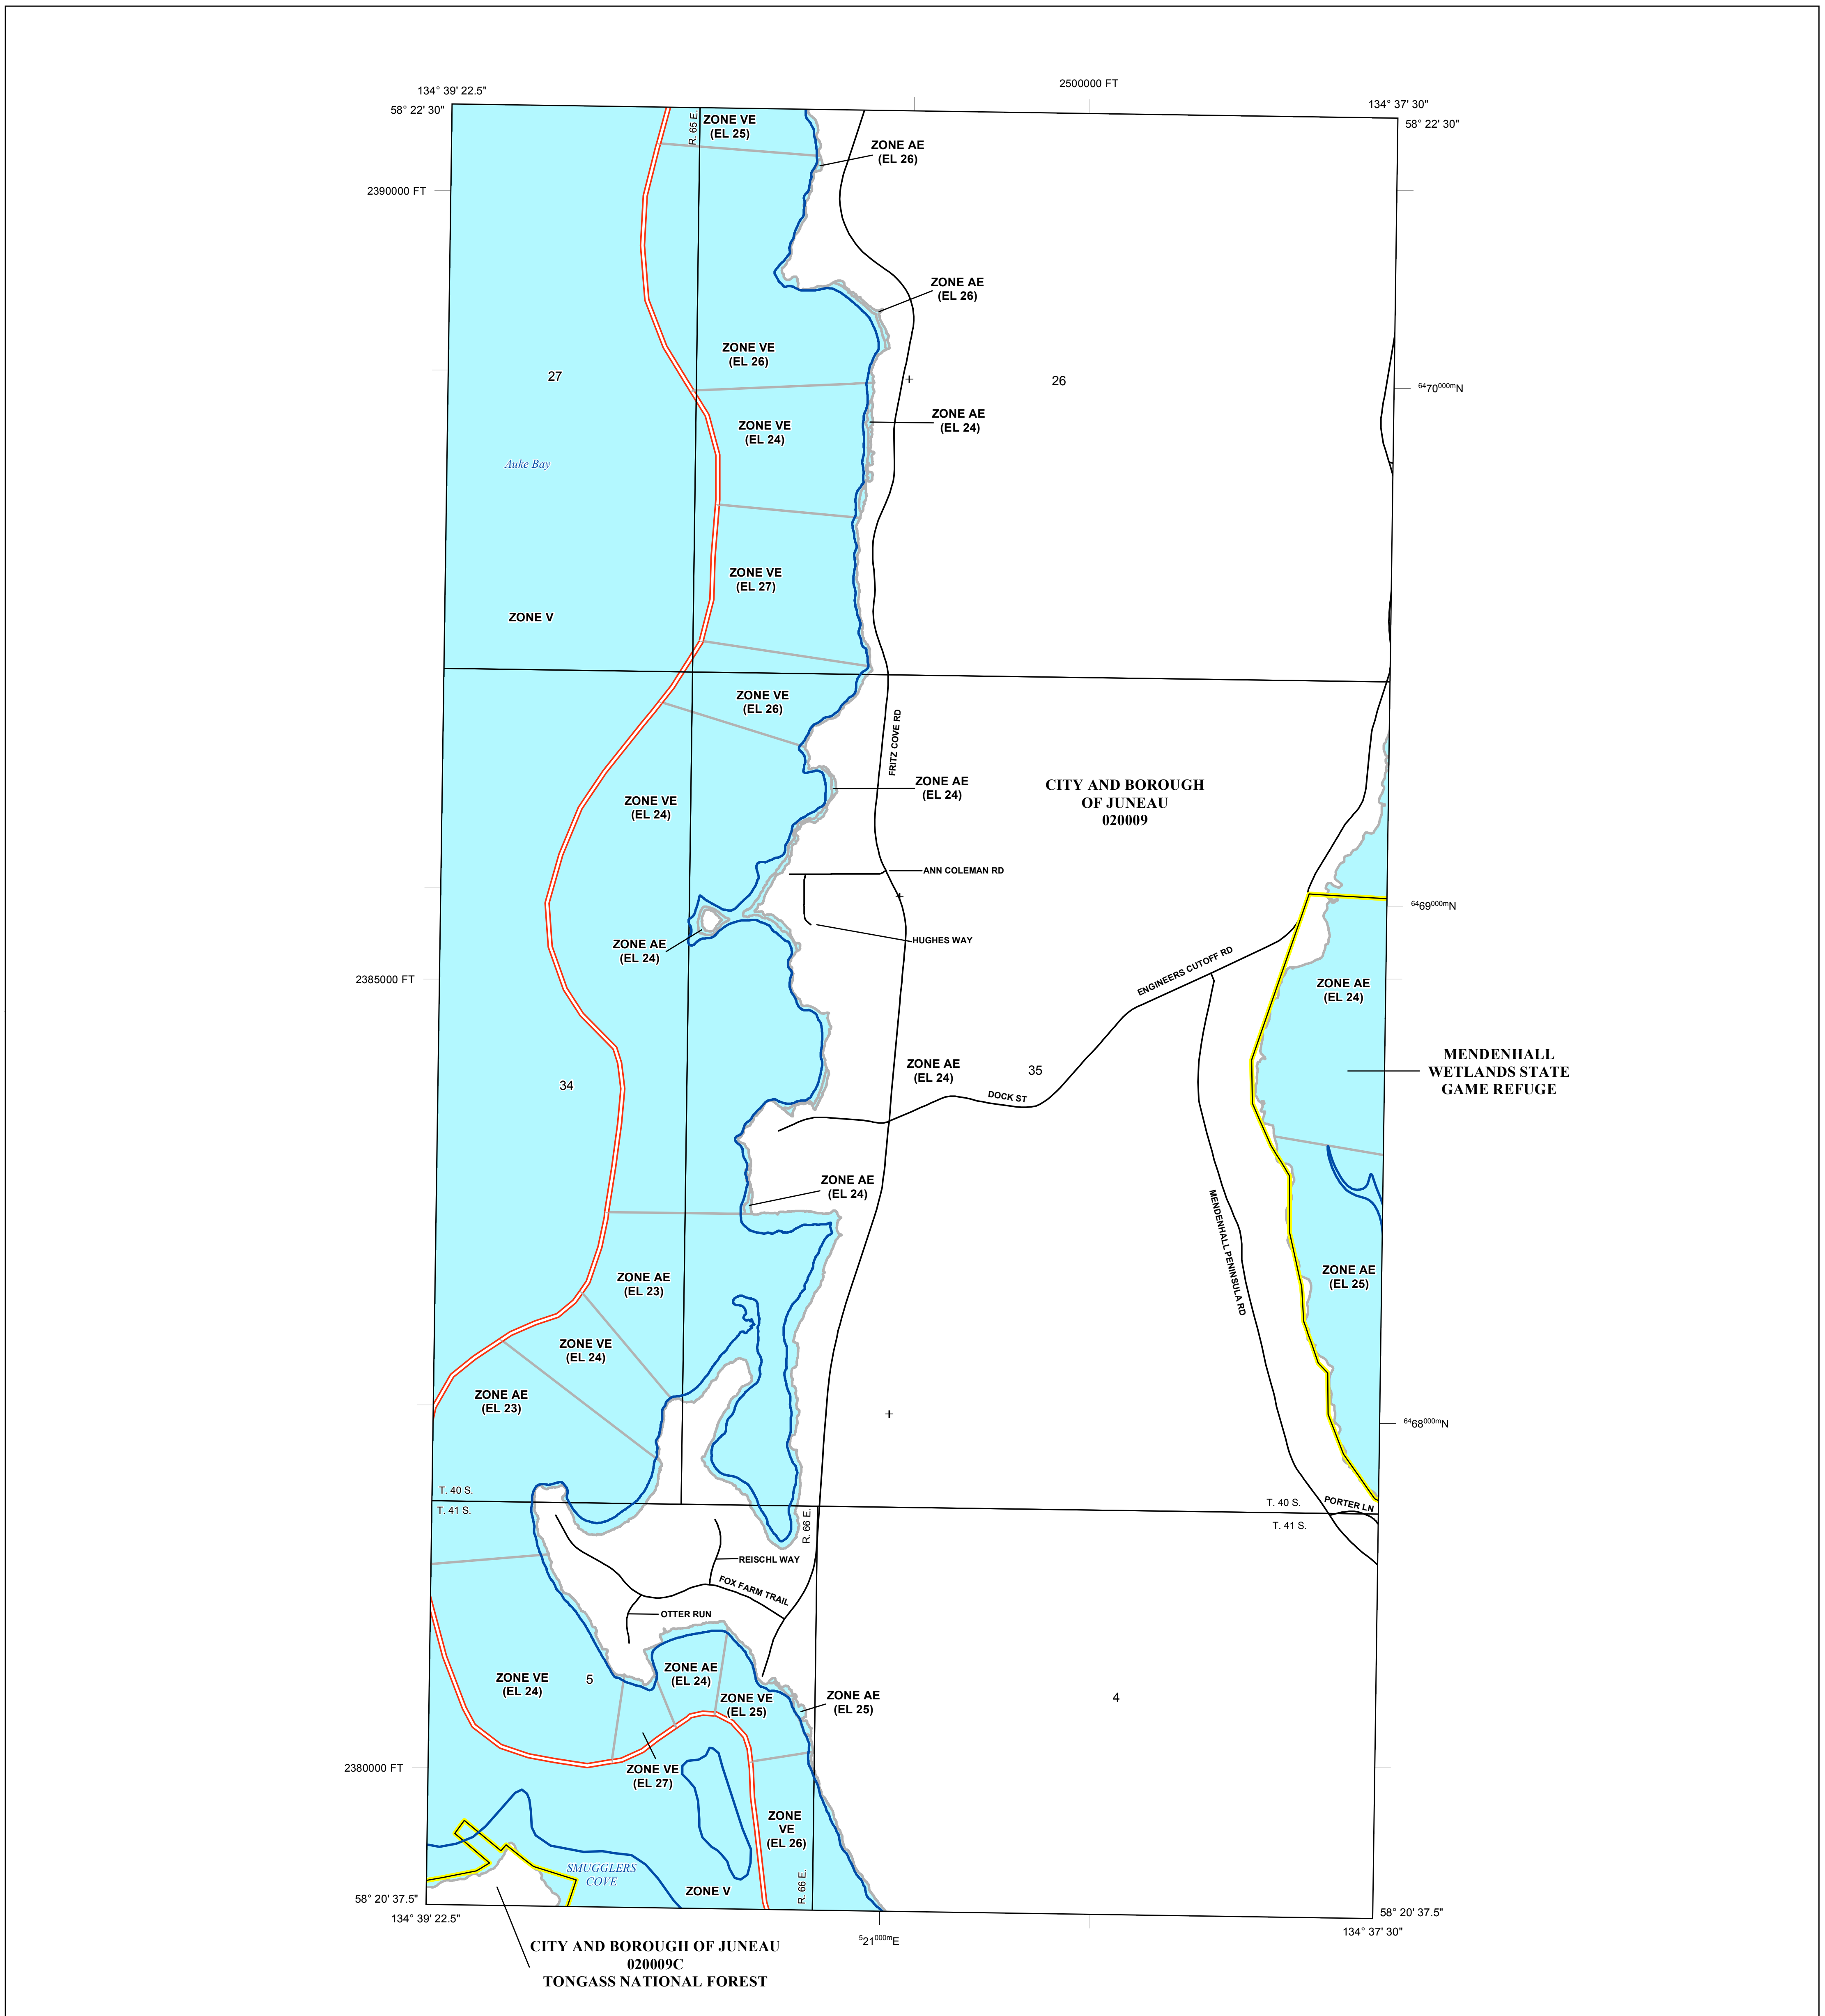 2500000 FT
134° 39' 22.5"
134° 37' 30"
58° 22' 30"
58° 22' 30"
R. 65 E.
ZONE VE
(EL 25)
ZONE AE
(EL 26)
2390000 FT
ZONE AE
(EL 26)
ZONE VE
(EL 26)
27
26
6470000mN
ZONE AE
(EL 24)
ZONE VE
(EL 24)
Auke Bay
ZONE VE
(EL 27)
ZONE V
ZONE VE
(EL 26)
FRITZ COVE RD
ZONE AE
(EL 24)
CITY AND BOROUGH
OF JUNEAU
020009
ZONE VE
(EL 24)
ANN COLEMAN RD
6469000mN
HUGHES WAY
ZONE AE
(EL 24)
ENGINEERS CUTOFF RD
2385000 FT
ZONE AE
(EL 24)
MENDENHALL
WETLANDS STATE
GAME REFUGE
ZONE AE
(EL 24)
35
34
DOCK ST
ZONE AE
(EL 24)
MENDENHALL PENINSULA RD
ZONE AE
(EL 23)
ZONE AE
(EL 25)
ZONE VE
(EL 24)
ZONE AE
(EL 23)
6468000mN
T. 40 S.
T. 41 S.
T. 40 S.
PORTER LN
T. 41 S.
R. 66 E.
REISCHL WAY
FOX FARM TRAIL
OTTER RUN
ZONE AE
(EL 24)
ZONE VE
(EL 24)
5
ZONE VE
(EL 25)
ZONE AE
(EL 25)
4
2380000 FT
ZONE VE
(EL 27)
ZONE
VE
(EL 26)
SMUGGLERS
COVE
ZONE V
R. 66 E.
58° 20' 37.5"
134° 39' 22.5"
58° 20' 37.5"
134° 37' 30"
521000mE
CITY AND BOROUGH OF JUNEAU
020009C
TONGASS NATIONAL FOREST